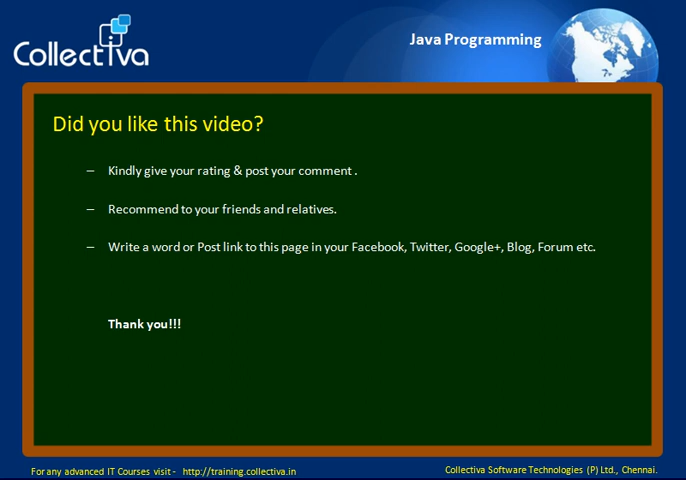 Collectiva
Java Programming
Did you like this video?
– Kindly give your rating & post your comment .
– Recommend to your friends and relatives.
– Write a word or Post link to this page in your Facebook, Twitter, Google+, Blog, Forum etc.
Thank you!!!
For any advanced IT Courses visit - http://training.collectiva.in
Collectiva Software Technologies (P) Ltd., Chennai.